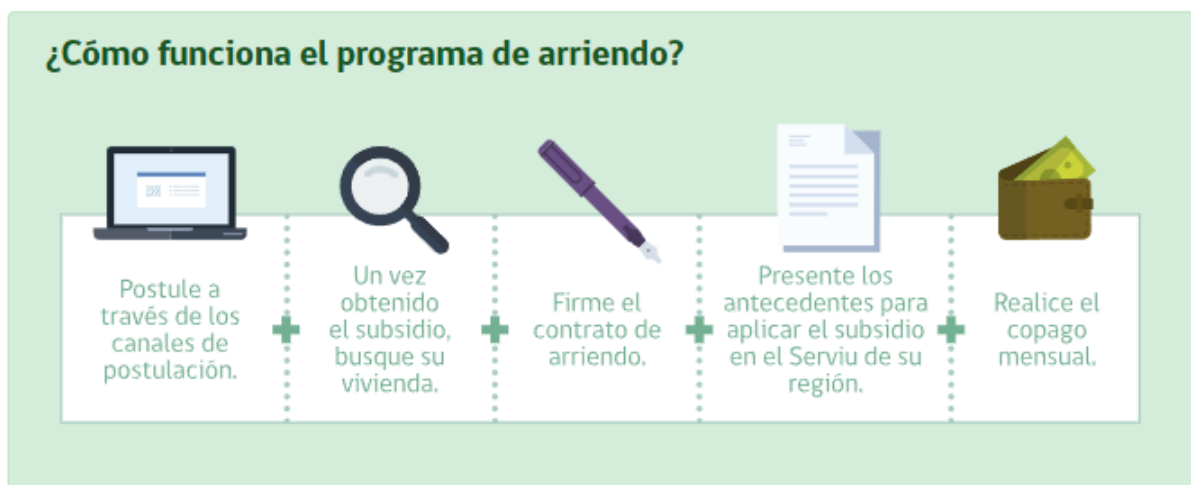 ¿Cómo funciona el programa de arriendo?
Postule a
través de los
canales de
postulación.
Un vez
obtenido
el subsidio,
busque su
vivienda.
Firme el
contrato de
arriendo.
Presente los
antecedentes para
aplicar el subsidio
en el Serviu de su
región.
Realice el
copago
mensual.